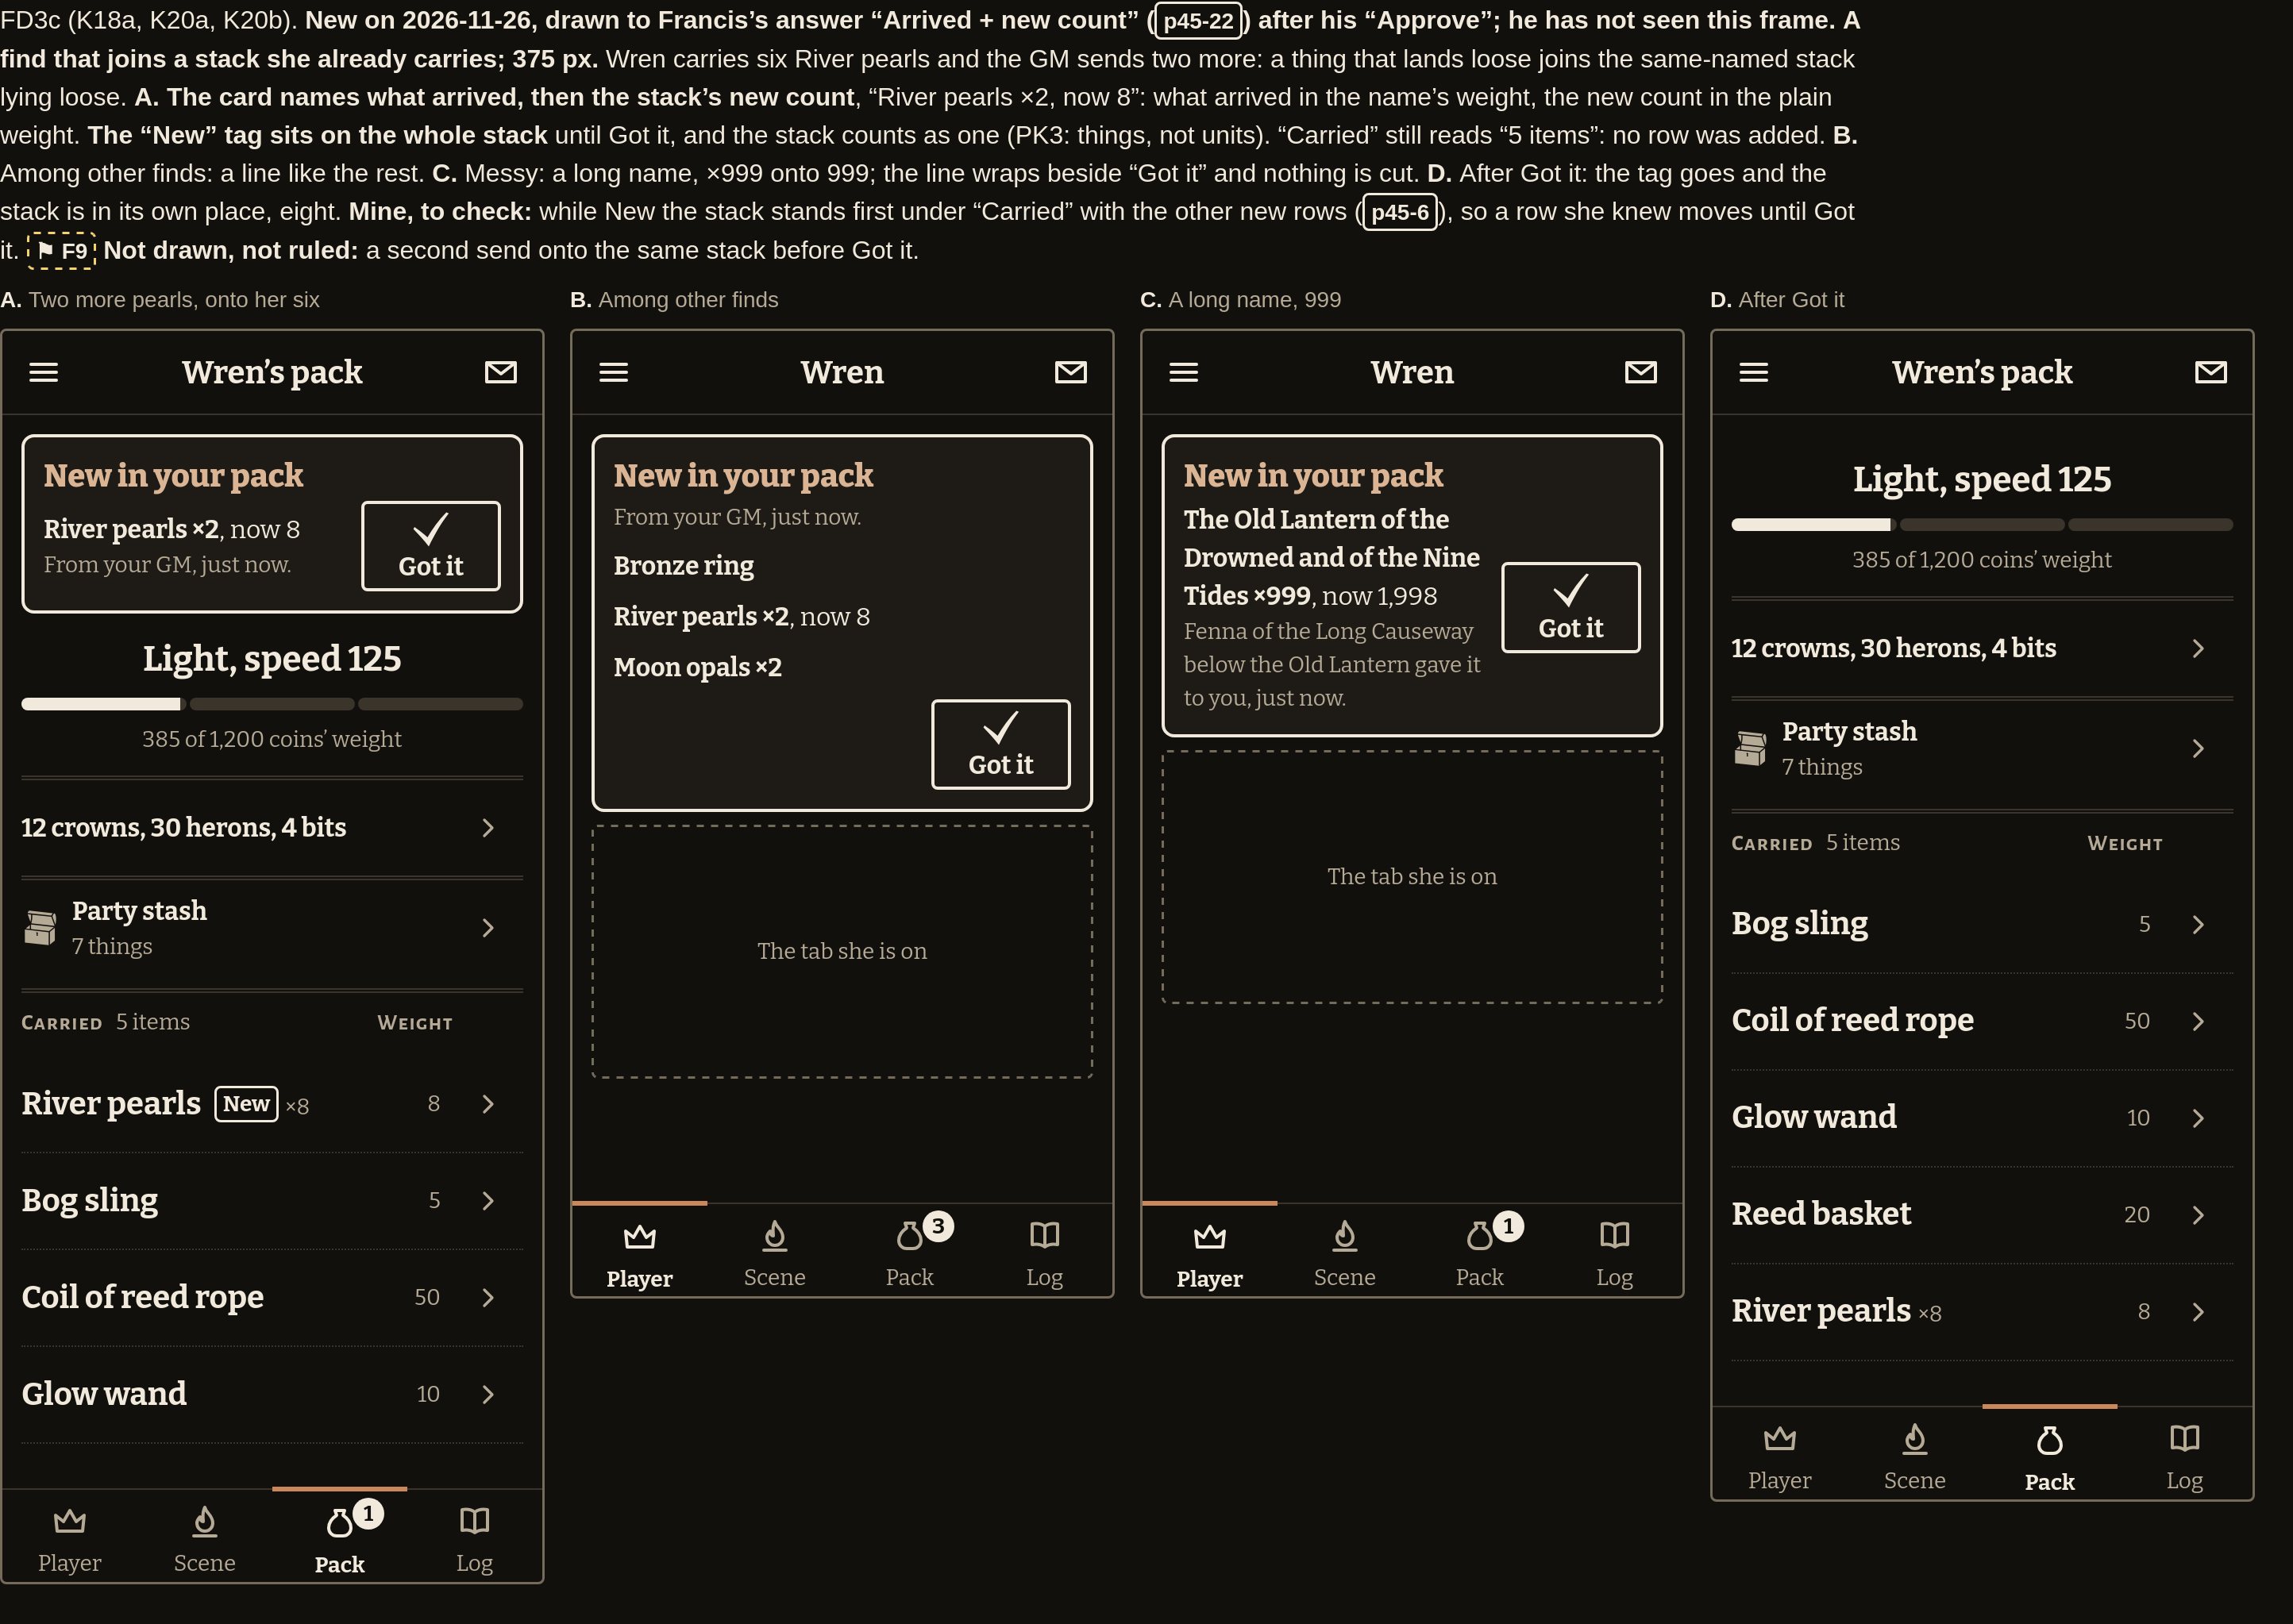 FD3c (K18a, K20a, K20b). New on 2026-11-26, drawn to Francis’s answer “Arrived + new count” (p45-22) after his “Approve”; he has not seen this frame. A
find that joins a stack she already carries; 375 px. Wren carries six River pearls and the GM sends two more: a thing that lands loose joins the same-named stack
lying loose. A. The card names what arrived, then the stack’s new count, “River pearls ×2, now 8”: what arrived in the name’s weight, the new count in the plain
weight. The “New” tag sits on the whole stack until Got it, and the stack counts as one (PK3: things, not units). “Carried” still reads “5 items”: no row was added. B.
Among other finds: a line like the rest. C. Messy: a long name, ×999 onto 999; the line wraps beside “Got it” and nothing is cut. D. After Got it: the tag goes and the
stack is in its own place, eight. Mine, to check: while New the stack stands first under “Carried” with the other new rows (p45-6), so a row she knew moves until Got
it. ⚑ F9 Not drawn, not ruled: a second send onto the same stack before Got it.
A. Two more pearls, onto her six
Wren’s pack
New in your pack
River pearls ×2, now 8
From your GM, just now.
Got it
Light, speed 125
385 of 1,200 coins’ weight
12 crowns, 30 herons, 4 bits
Party stash
7 things
Carried 5 items Weight
River pearls New ×8 8
Bog sling 5
Coil of reed rope 50
Glow wand 10
1
Player Scene Pack Log
B. Among other finds
Wren
New in your pack
From your GM, just now.
Bronze ring
River pearls ×2, now 8
Moon opals ×2
Got it
The tab she is on
3
Player Scene Pack Log
C. A long name, 999
Wren
New in your pack
The Old Lantern of the
Drowned and of the Nine
Tides ×999, now 1,998
Fenna of the Long Causeway
below the Old Lantern gave it
to you, just now.
Got it
The tab she is on
1
Player Scene Pack Log
D. After Got it
Wren’s pack
Light, speed 125
385 of 1,200 coins’ weight
12 crowns, 30 herons, 4 bits
Party stash
7 things
Carried 5 items Weight
Bog sling 5
Coil of reed rope 50
Glow wand 10
Reed basket 20
River pearls ×8 8
Player Scene Pack Log